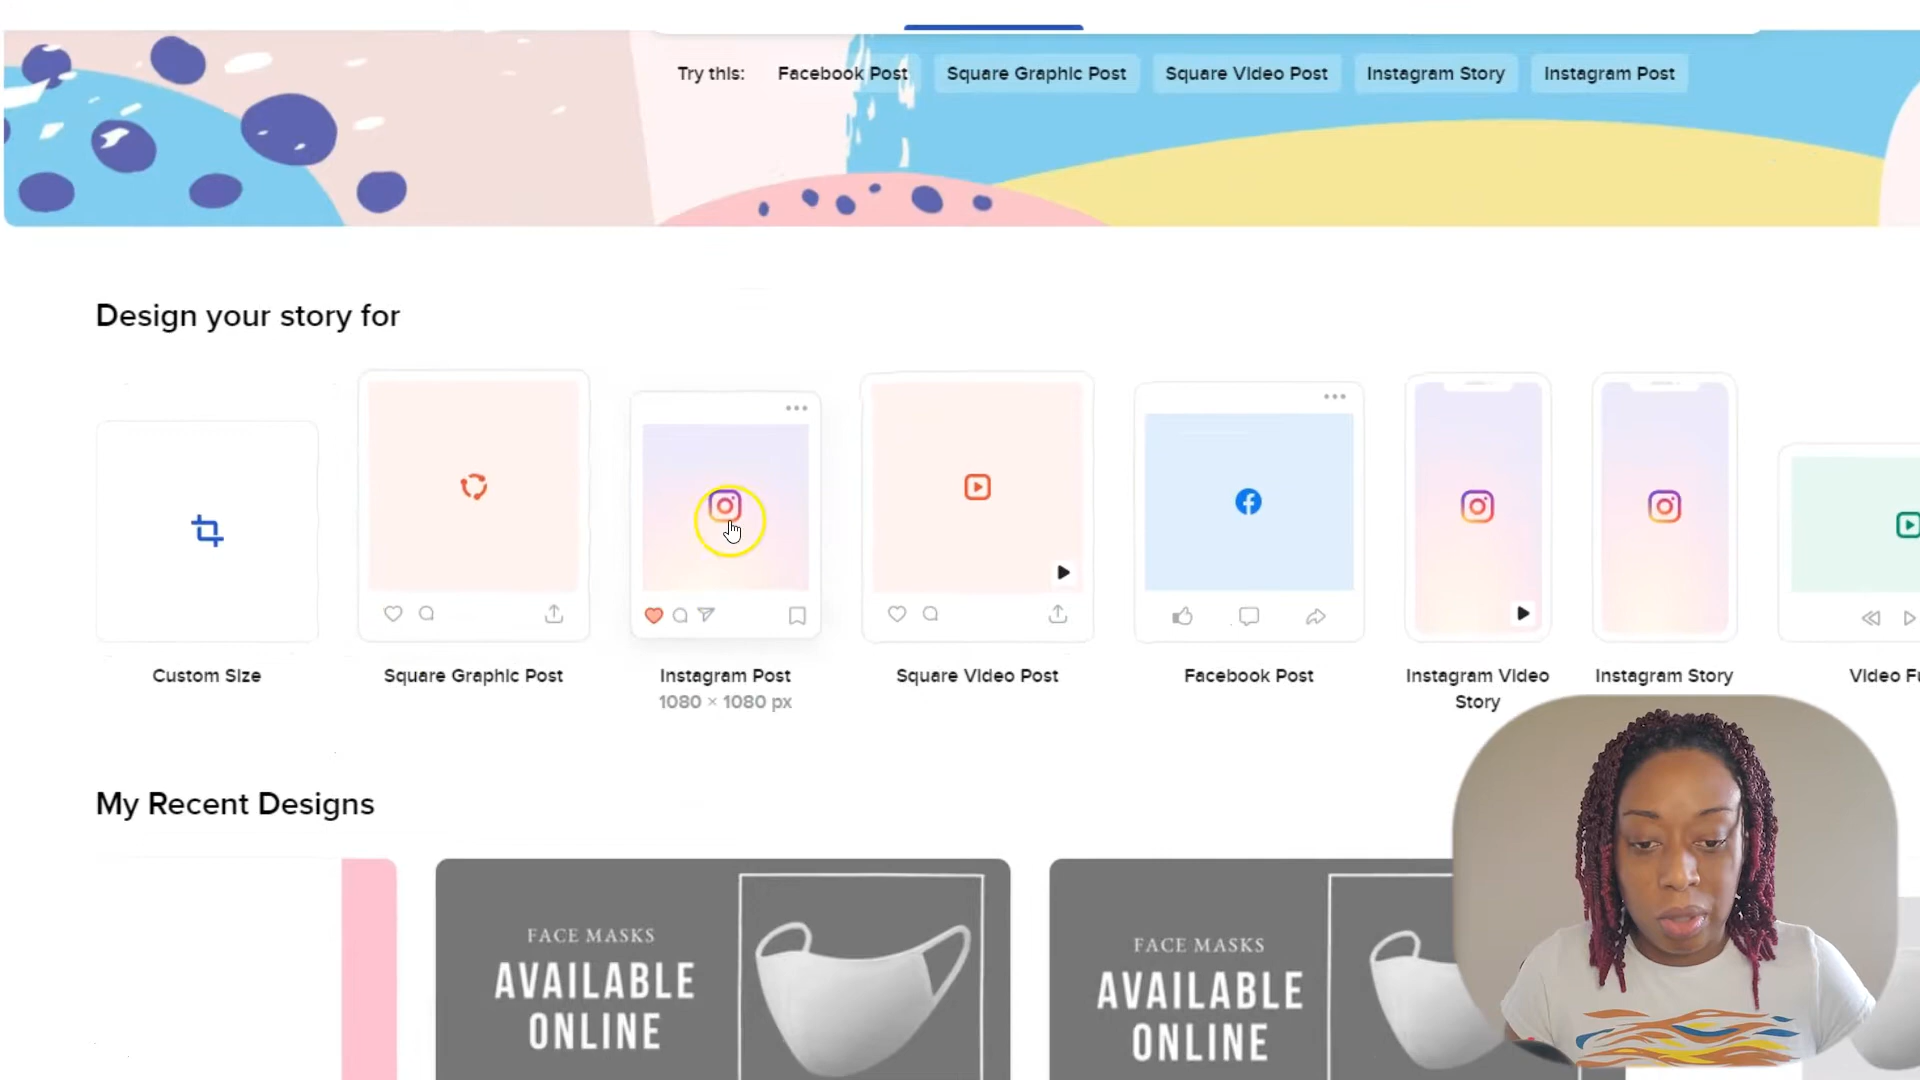 Try this: Facebook Post Square Graphic Post Square Video Post Instagram Story Instagram Post
Design your story for
Custom Size Square Graphic Post Instagram Post Square Video Post Facebook Post Instagram Video Story Instagram Story Video Fu
1080 × 1080 px
My Recent Designs
FACE MASKS
AVAILABLE
ONLINE
FACE MASKS
AVAILABLE
ONLINE